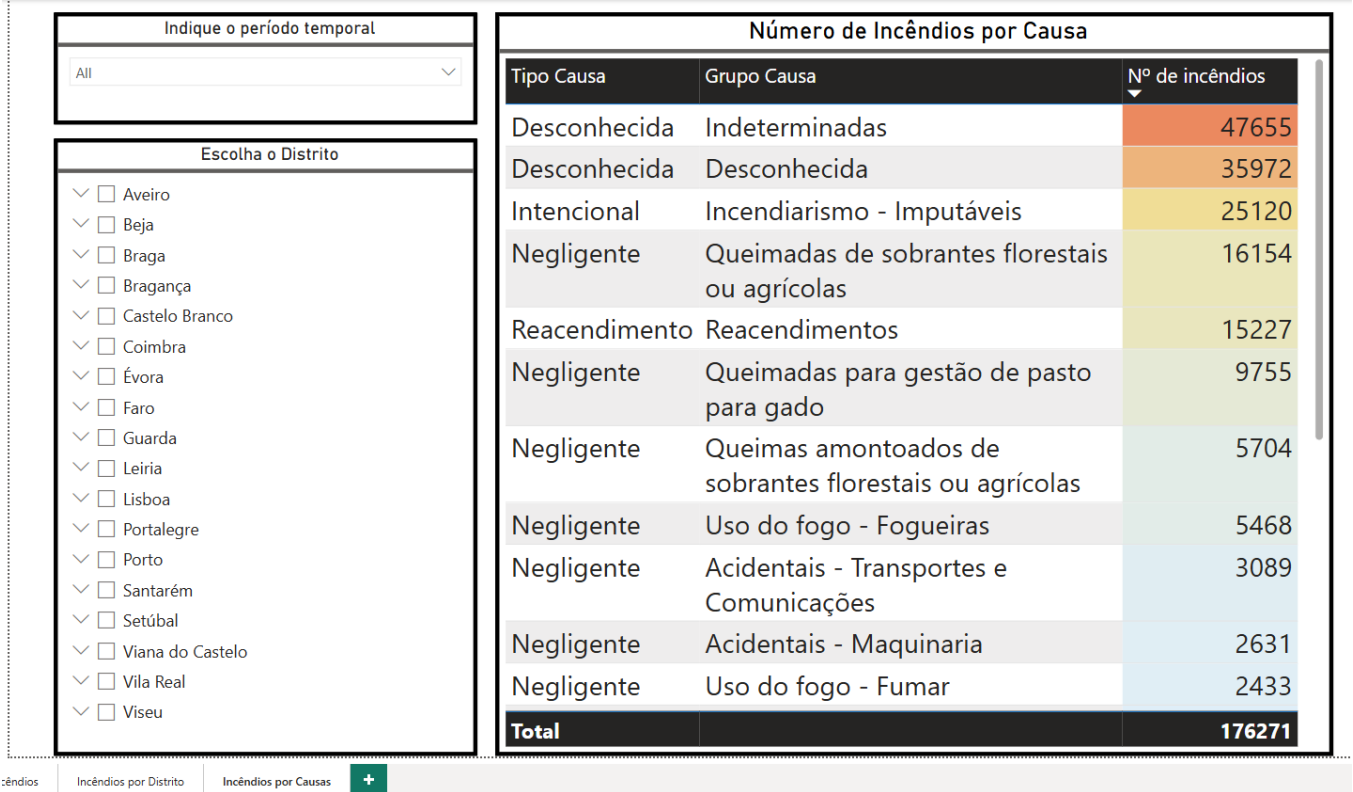 Indique o período temporal
All
Escolha o Distrito
Aveiro
Beja
Braga
Bragança
Castelo Branco
Coimbra
Évora
Faro
Guarda
Leiria
Lisboa
Portalegre
Porto
Santarém
Setúbal
Viana do Castelo
Vila Real
Viseu
Número de Incêndios por Causa
Tipo Causa Grupo Causa Nº de incêndios
Desconhecida Indeterminadas 47655
Desconhecida Desconhecida 35972
Intencional Incendiarismo - Imputáveis 25120
Negligente Queimadas de sobrantes florestais 16154
ou agrícolas
Reacendimento Reacendimentos 15227
Negligente Queimadas para gestão de pasto 9755
para gado
Negligente Queimas amontoados de 5704
sobrantes florestais ou agrícolas
Negligente Uso do fogo - Fogueiras 5468
Negligente Acidentais - Transportes e 3089
Comunicações
Negligente Acidentais - Maquinaria 2631
Negligente Uso do fogo - Fumar 2433
Total 176271
cêndios Incêndios por Distrito Incêndios por Causas +